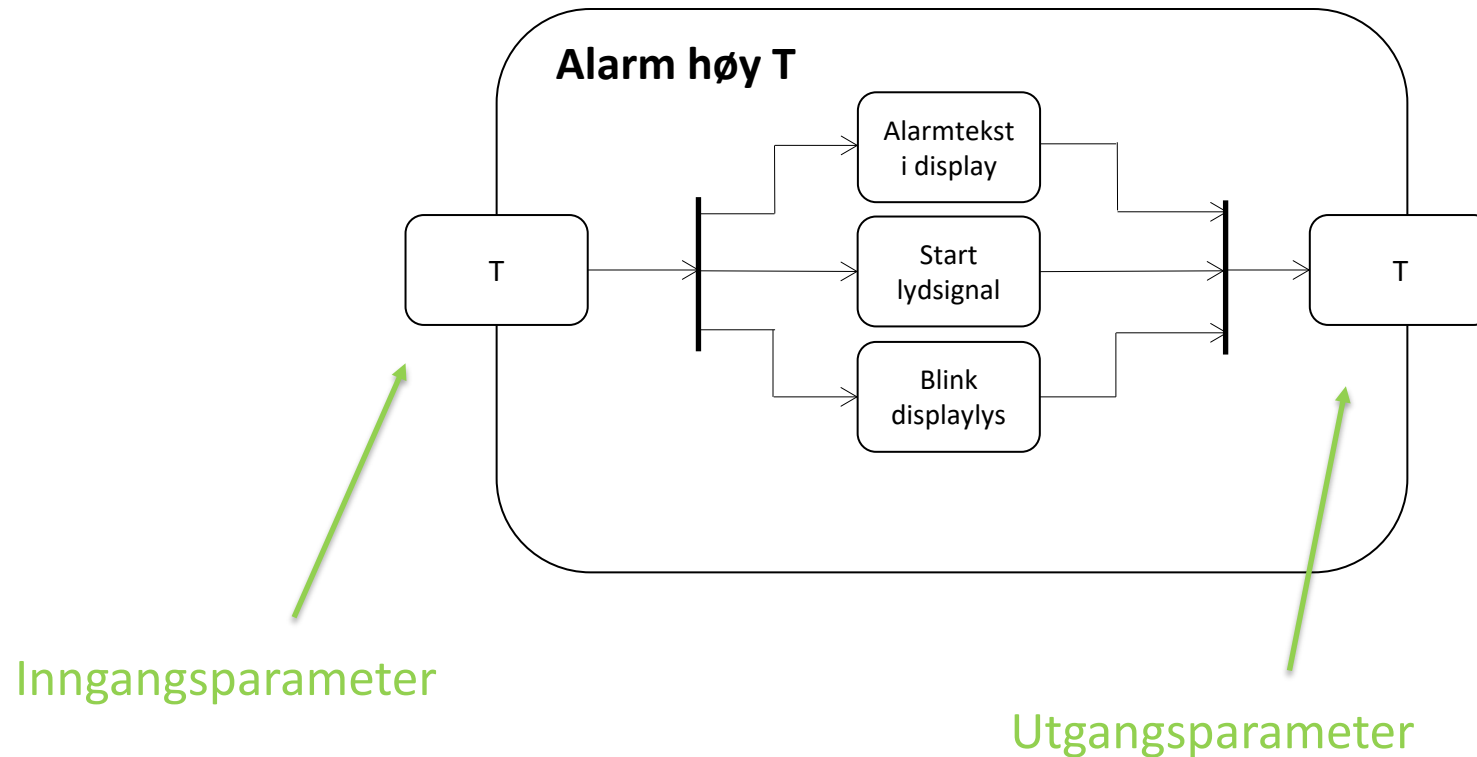 Alarm høy T
Alarmtekst
i display
T
Start
lydsignal
T
Blink
displaylys
Inngangsparameter
Utgangsparameter